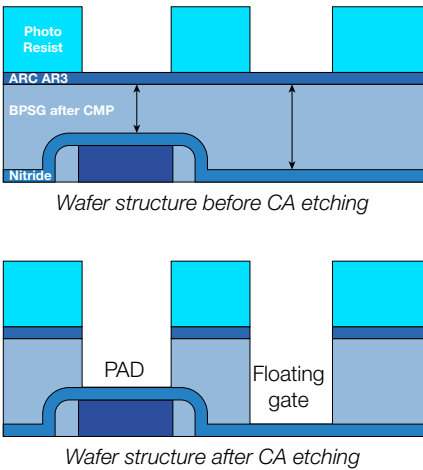 Photo
Resist
ARC AR3
BPSG after CMP
Nitride
Wafer structure before CA etching
PAD
Floating
gate
Wafer structure after CA etching